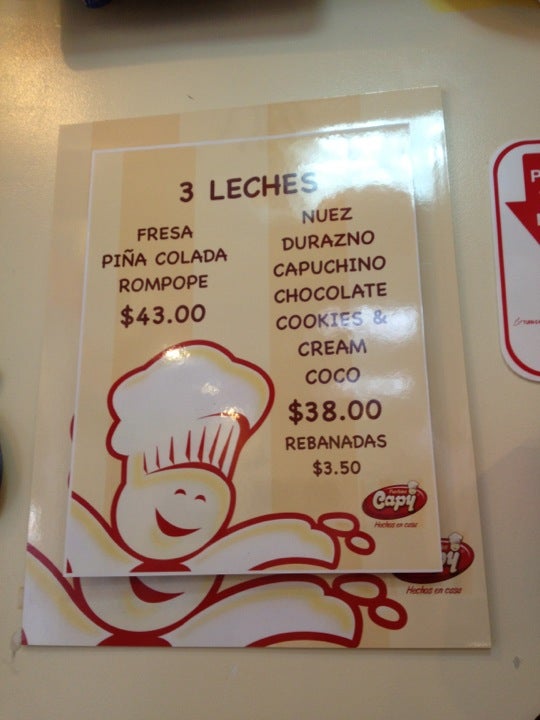 3 LECHES
FRESA
PIÑA COLADA
ROMPOPE
$43.00
NUEZ
DURAZNO
CAPUCHINO
CHOCOLATE
COOKIES &
CREAM
COCO
$38.00
REBANADAS
$3.50
Capy
Hechos en casa
Hechos en casa
P